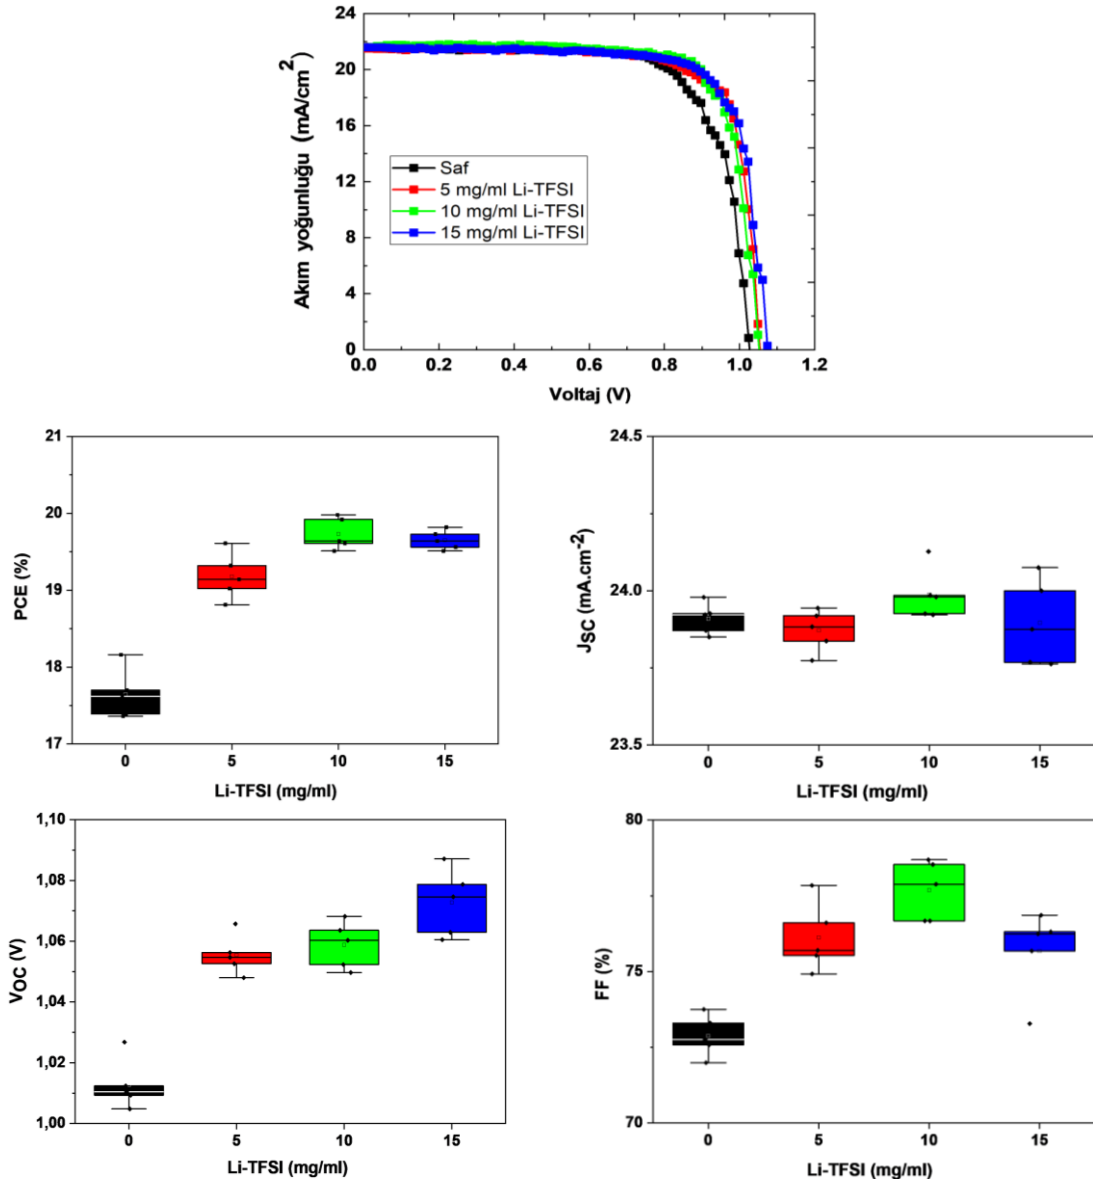 24
20
16
12
8
4
0
Akım yoğunluğu (mA/cm²)
Saf
5 mg/ml Li-TFSI
10 mg/ml Li-TFSI
15 mg/ml Li-TFSI
0.0 0.2 0.4 0.6 0.8 1.0 1.2
Voltaj (V)
21
20
19
18
17
PCE (%)
0 5 10 15
Li-TFSI (mg/ml)
24.5
24.0
23.5
JSC (mA.cm-2)
0 5 10 15
Li-TFSI (mg/ml)
1,10
1,08
1,06
1,04
1,02
1,00
VOC (V)
0 5 10 15
Li-TFSI (mg/ml)
80
75
70
FF (%)
0 5 10 15
Li-TFSI (mg/ml)